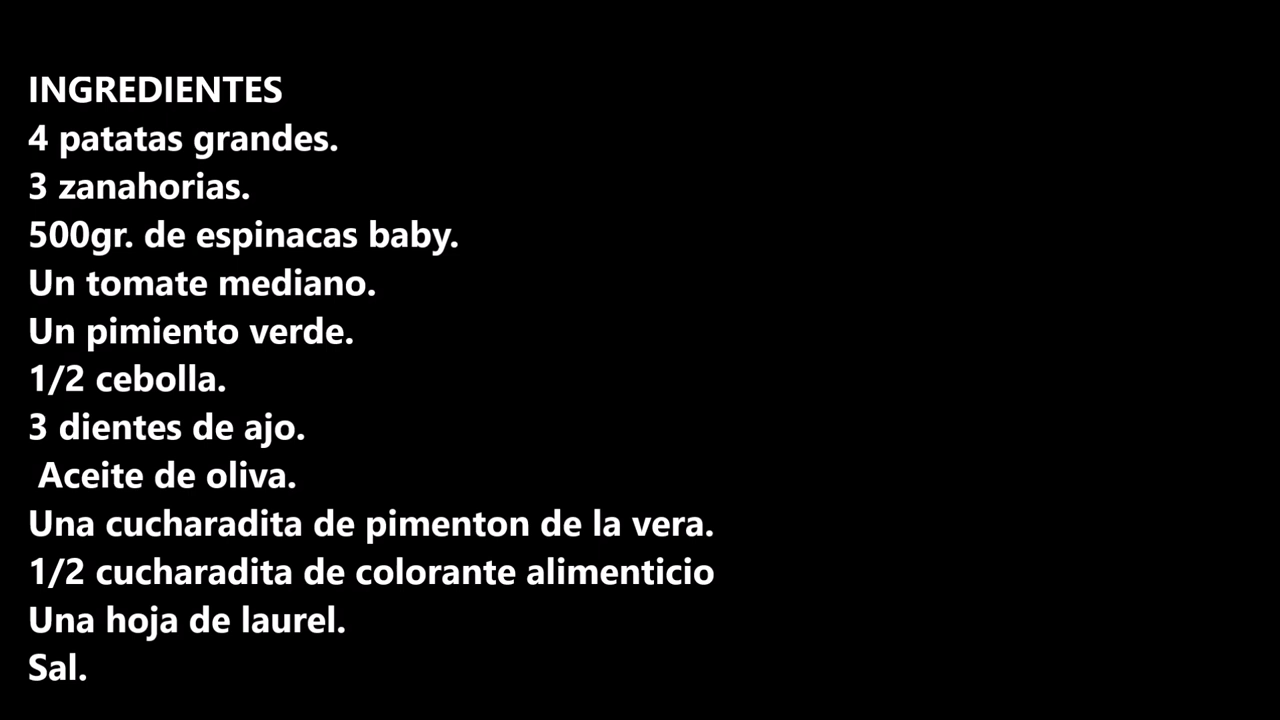 INGREDIENTES
4 patatas grandes.
3 zanahorias.
500gr. de espinacas baby.
Un tomate mediano.
Un pimiento verde.
1/2 cebolla.
3 dientes de ajo.
Aceite de oliva.
Una cucharadita de pimenton de la vera.
1/2 cucharadita de colorante alimenticio
Una hoja de laurel.
Sal.